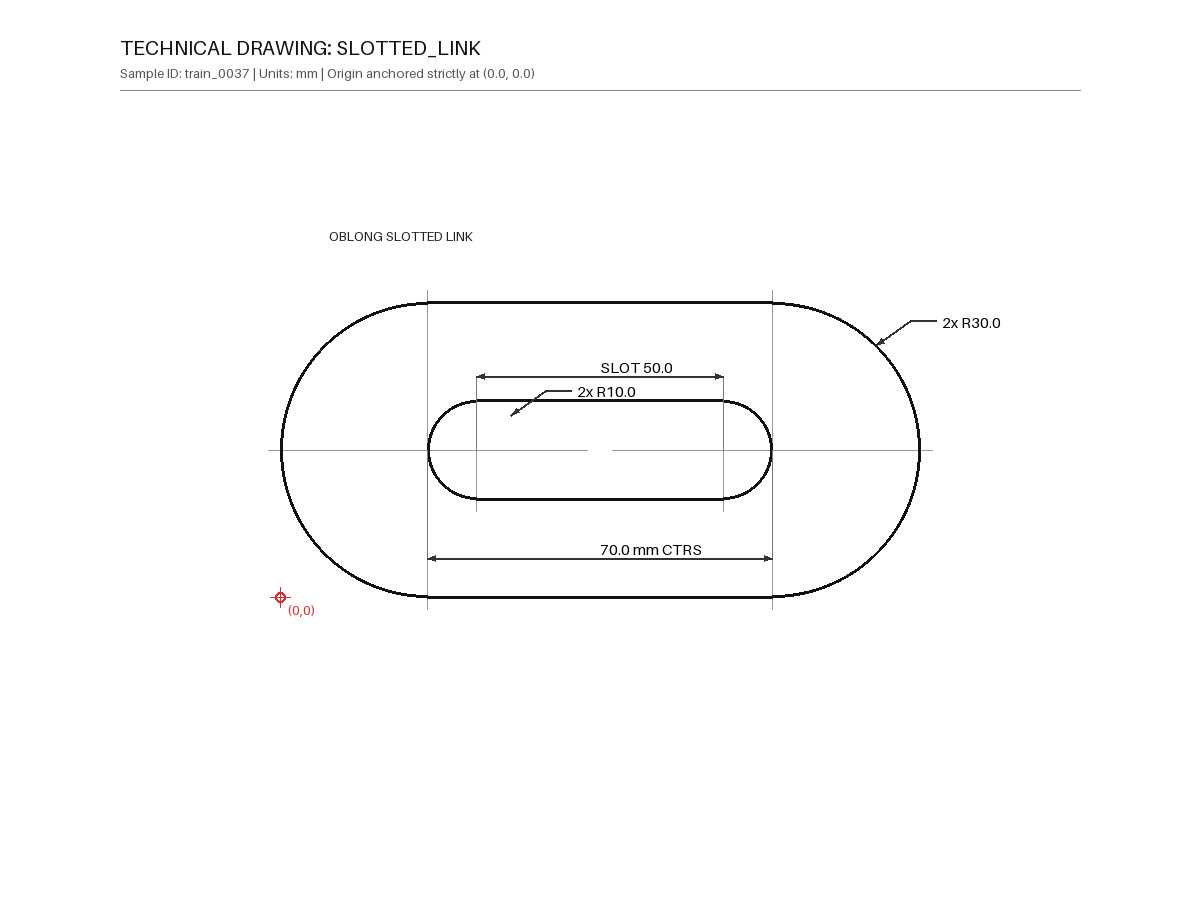 TECHNICAL DRAWING: SLOTTED_LINK
Sample ID: train_0037 | Units: mm | Origin anchored strictly at (0.0, 0.0)
OBLONG SLOTTED LINK
2x R30.0
SLOT 50.0
2x R10.0
70.0 mm CTRS
(0,0)